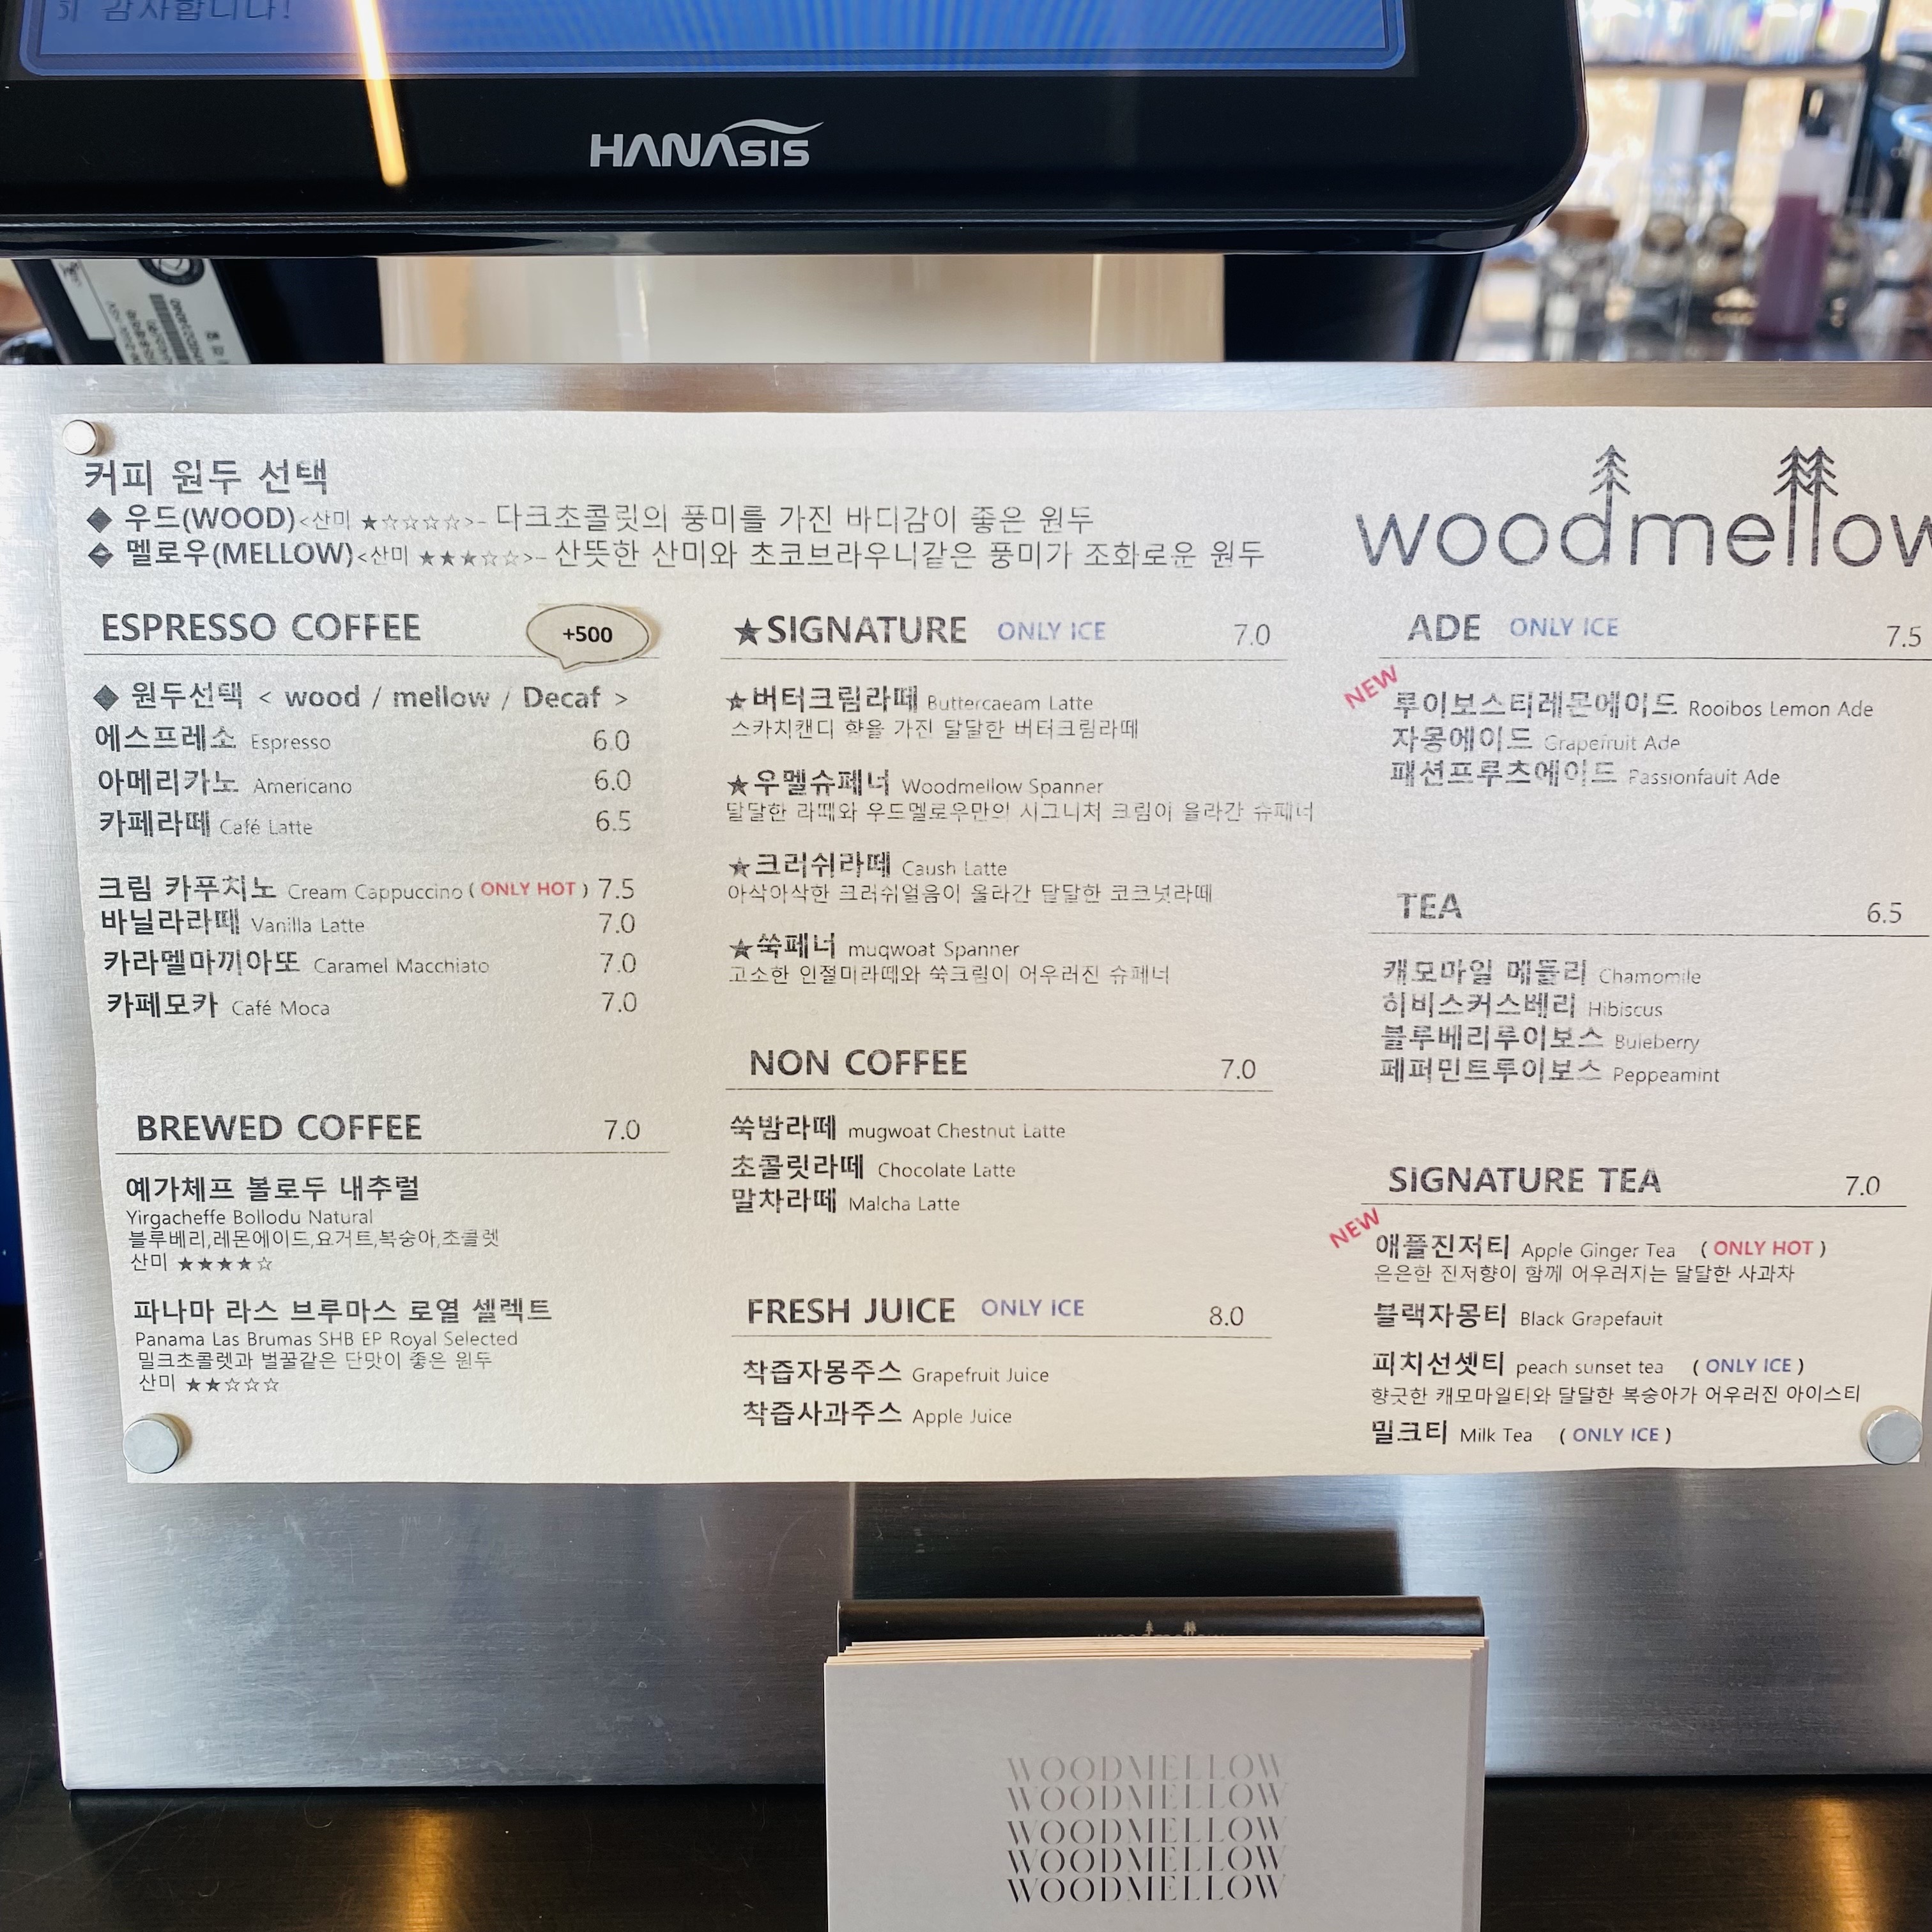 히 감사합니다!
HANASIS
커피 원두 선택
◆ 우드(WOOD)<산미 ★☆☆☆☆>- 다크초콜릿의 풍미를 가진 바디감이 좋은 원두
◆ 멜로우(MELLOW)<산미 ★★★☆☆>- 산뜻한 산미와 초코브라우니같은 풍미가 조화로운 원두
woodmellow
ESPRESSO COFFEE +500
◆ 원두선택 < wood / mellow / Decaf >
에스프레소 Espresso 6.0
아메리카노 Americano 6.0
카페라떼 Café Latte 6.5
크림 카푸치노 Cream Cappuccino ( ONLY HOT ) 7.5
바닐라라떼 Vanilla Latte 7.0
카라멜마끼아또 Caramel Macchiato 7.0
카페모카 Café Moca 7.0
BREWED COFFEE 7.0
예가체프 볼로두 내추럴
Yirgacheffe Bollodu Natural
블루베리,레몬에이드,요거트,복숭아,초콜렛
산미 ★★★★☆
파나마 라스 브루마스 로열 셀렉트
Panama Las Brumas SHB EP Royal Selected
밀크초콜렛과 벌꿀같은 단맛이 좋은 원두
산미 ★★☆☆☆
★SIGNATURE ONLY ICE 7.0
★버터크림라떼 Buttercaeam Latte
스카치캔디 향을 가진 달달한 버터크림라떼
★우멜슈페너 Woodmellow Spanner
달달한 라떼와 우드멜로우만의 시그니처 크림이 올라간 슈페너
★크러쉬라떼 Caush Latte
아삭아삭한 크러쉬얼음이 올라간 달달한 코코넛라떼
★쑥페너 muqwoat Spanner
고소한 인절미라떼와 쑥크림이 어우러진 슈페너
NON COFFEE 7.0
쑥밤라떼 mugwoat Chestnut Latte
초콜릿라떼 Chocolate Latte
말차라떼 Malcha Latte
FRESH JUICE ONLY ICE 8.0
착즙자몽주스 Grapefruit Juice
착즙사과주스 Apple Juice
ADE ONLY ICE 7.5
NEW
루이보스티레몬에이드 Rooibos Lemon Ade
자몽에이드 Grapefruit Ade
패션프루츠에이드 Passionfauit Ade
TEA 6.5
캐모마일 메들리 Chamomile
히비스커스베리 Hibiscus
블루베리루이보스 Buleberry
페퍼민트루이보스 Peppeamint
SIGNATURE TEA 7.0
NEW
애플진저티 Apple Ginger Tea ( ONLY HOT )
은은한 진저향이 함께 어우러지는 달달한 사과차
블랙자몽티 Black Grapefauit
피치선셋티 peach sunset tea ( ONLY ICE )
향긋한 캐모마일티와 달달한 복숭아가 어우러진 아이스티
밀크티 Milk Tea ( ONLY ICE )
WOODMELLOW
WOODMELLOW
WOODMELLOW
WOODMELLOW
WOODMELLOW